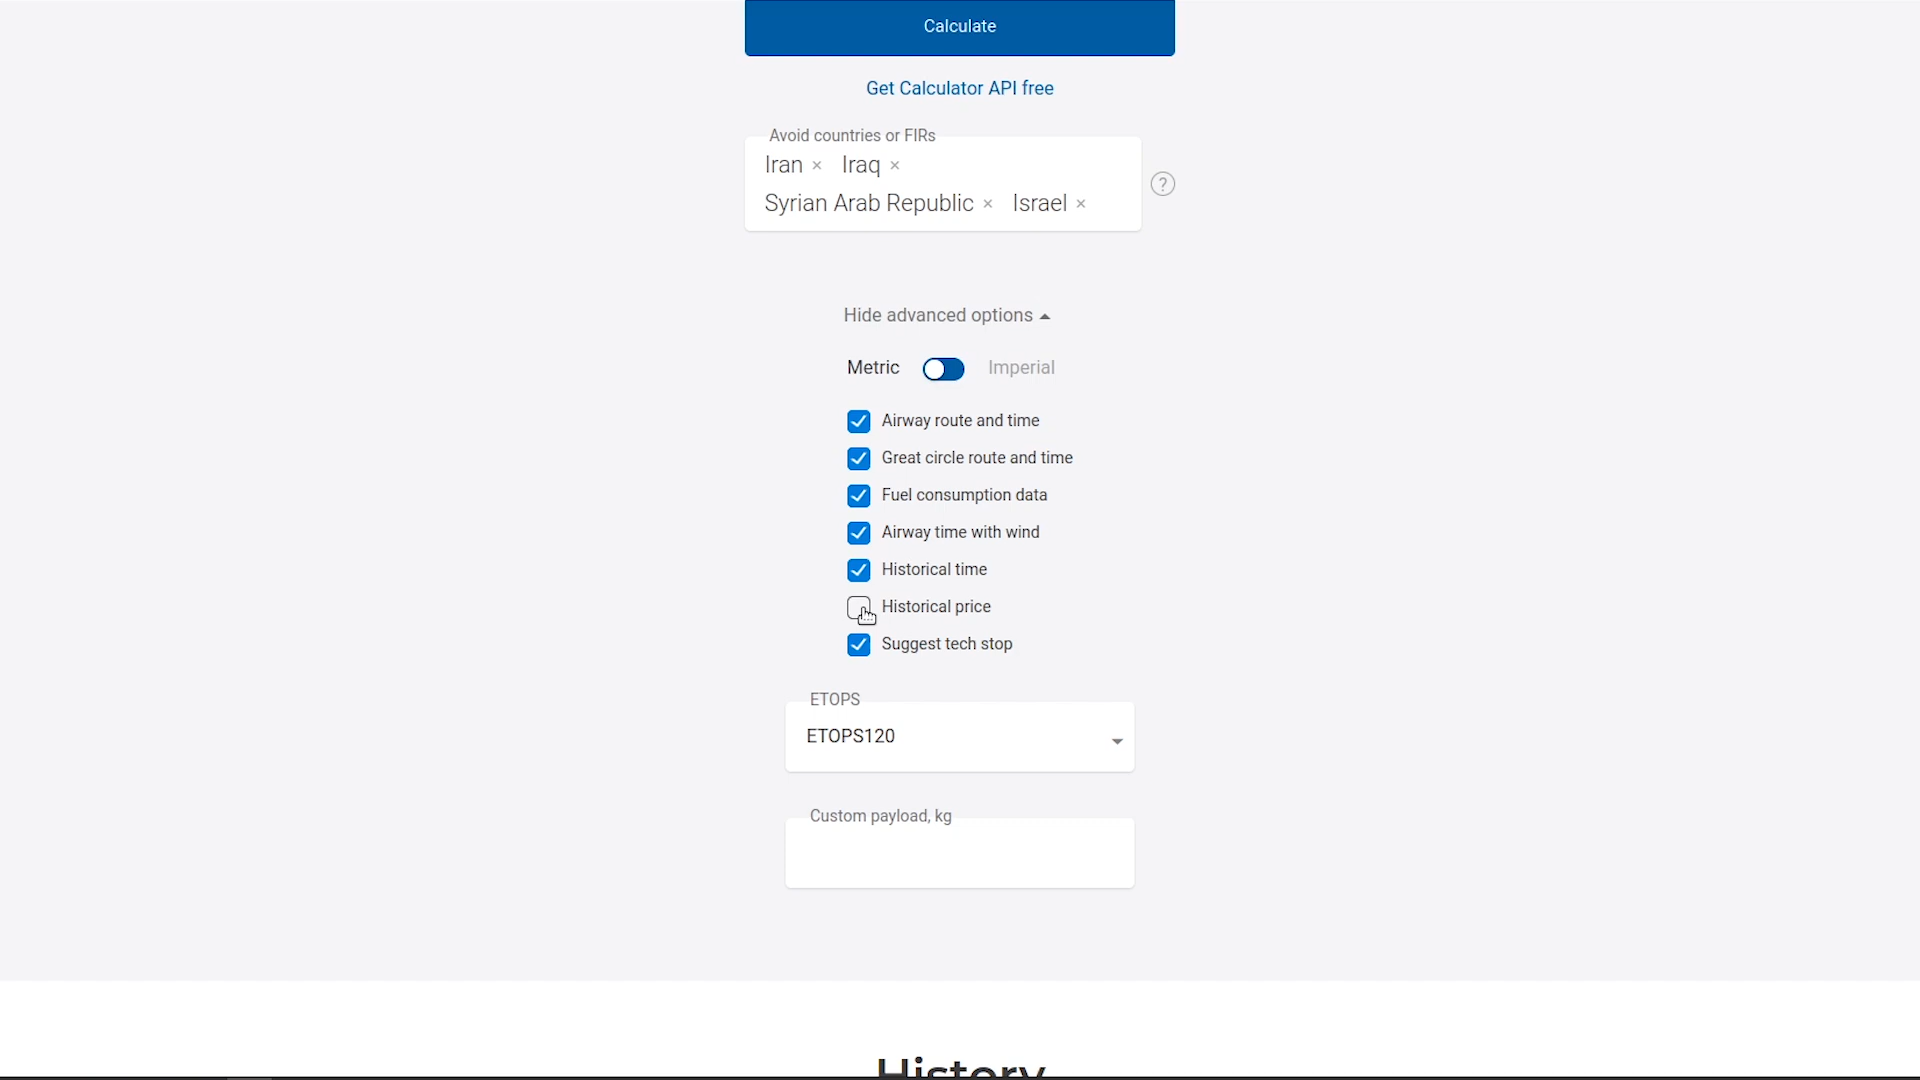 Calculate
Get Calculator API free
Avoid countries or FIRs
Iran × Iraq ×
Syrian Arab Republic × Israel ×
?
Hide advanced options
Metric Imperial
Airway route and time
Great circle route and time
Fuel consumption data
Airway time with wind
Historical time
Historical price
Suggest tech stop
ETOPS
ETOPS120
Custom payload, kg
History